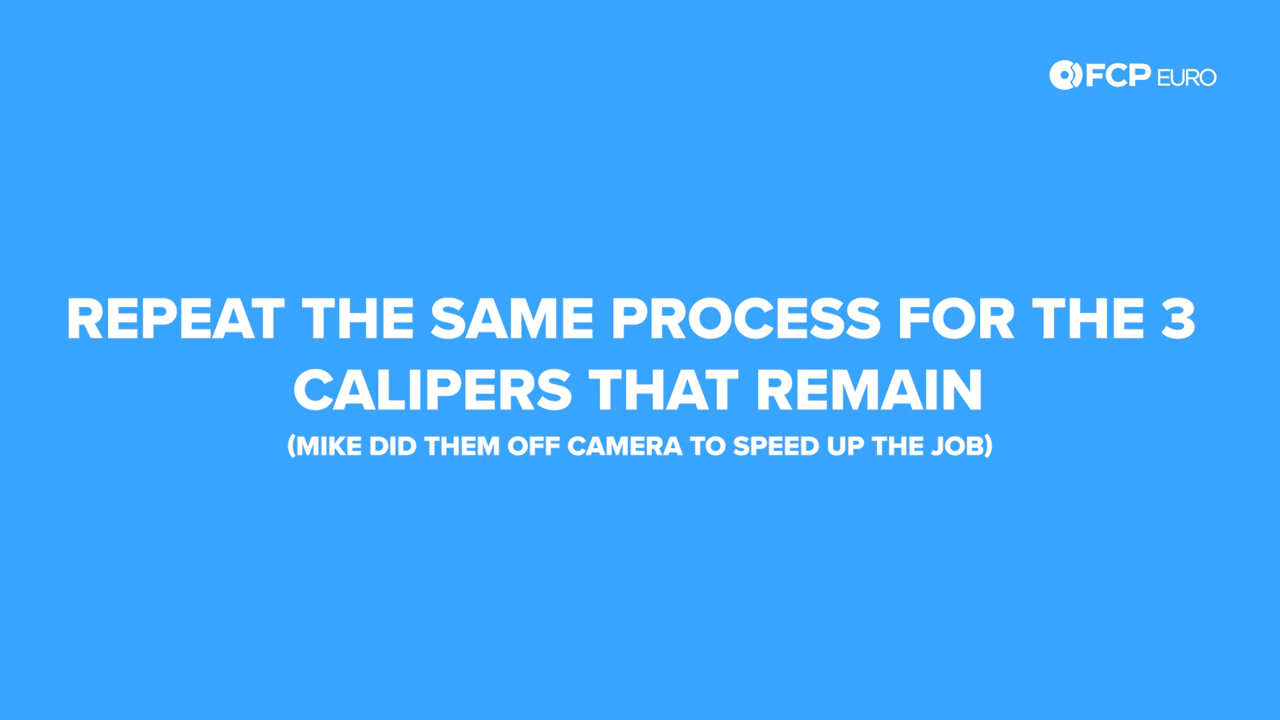 FCP EURO
REPEAT THE SAME PROCESS FOR THE 3
CALIPERS THAT REMAIN
(MIKE DID THEM OFF CAMERA TO SPEED UP THE JOB)